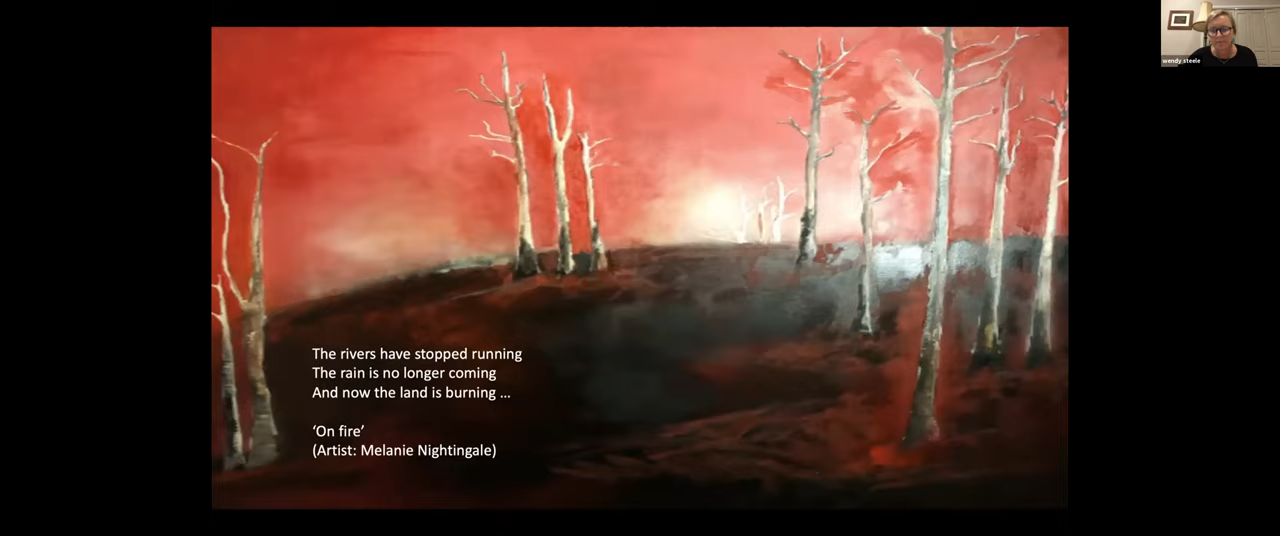 The rivers have stopped running
The rain is no longer coming
And now the land is burning …
‘On fire’
(Artist: Melanie Nightingale)
wendy steele